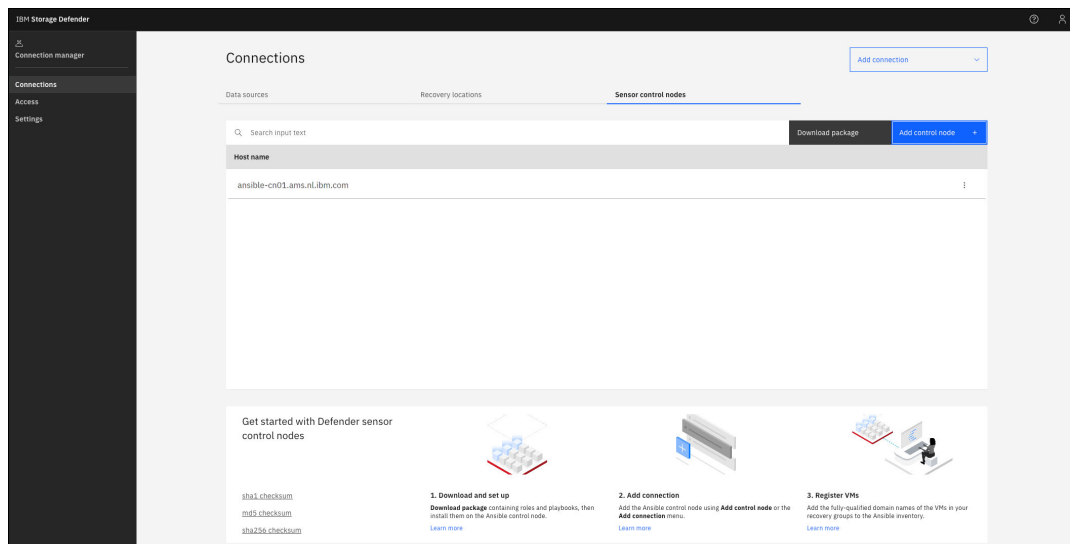 IBM Storage Defender
Connection manager
Connections
Access
Settings
Connections
Add connection
Data sources
Recovery locations
Sensor control nodes
Search input text
Download package
Add control node +
Host name
ansible-cn01.ams.nl.ibm.com
Get started with Defender sensor
control nodes
sha1 checksum
md5 checksum
sha256 checksum
1. Download and set up
Download package containing roles and playbooks, then
install them on the Ansible control node.
Learn more
2. Add connection
Add the Ansible control node using Add control node or the
Add connection menu.
Learn more
3. Register VMs
Add the fully-qualified domain names of the VMs in your
recovery groups to the Ansible inventory.
Learn more